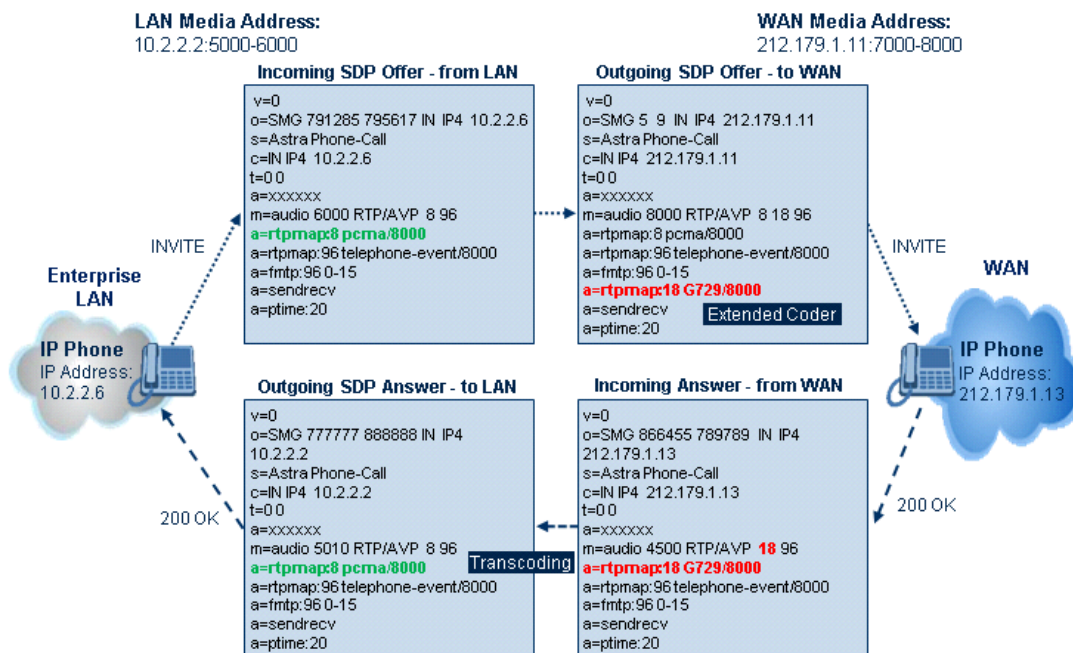 LAN Media Address:
10.2.2.2:5000-6000
WAN Media Address:
212.179.1.11:7000-8000
Incoming SDP Offer - from LAN
v=0
o=SMG 791285 795617 IN IP4 10.2.2.6
s=Astra Phone-Call
c=IN IP4 10.2.2.6
t=0 0
a=xxxxxx
m=audio 6000 RTP/AVP 8 96
a=rtpmap:8 pcma/8000
a=rtpmap:96 telephone-event/8000
a=fmtp:96 0-15
a=sendrecv
a=ptime:20
Outgoing SDP Offer - to WAN
v=0
o=SMG 5 9 IN IP4 212.179.1.11
s=Astra Phone-Call
c=IN IP4 212.179.1.11
t=0 0
a=xxxxxx
m=audio 8000 RTP/AVP 8 18 96
a=rtpmap:8 pcma/8000
a=rtpmap:96 telephone-event/8000
a=fmtp:96 0-15
a=rtpmap:18 G729/8000
a=sendrecv
a=ptime:20
Extended Coder
INVITE
INVITE
Enterprise
LAN
IP Phone
IP Address:
10.2.2.6
WAN
IP Phone
IP Address:
212.179.1.13
Outgoing SDP Answer - to LAN
v=0
o=SMG 777777 888888 IN IP4
10.2.2.2
s=Astra Phone-Call
c=IN IP4 10.2.2.2
t=0 0
a=xxxxxx
m=audio 5010 RTP/AVP 8 96
a=rtpmap:8 pcma/8000
a=rtpmap:96 telephone-event/8000
a=fmtp:96 0-15
a=sendrecv
a=ptime:20
Transcoding
Incoming Answer - from WAN
v=0
o=SMG 866455 789789 IN IP4
212.179.1.13
s=Astra Phone-Call
c=IN IP4 212.179.1.13
t=0 0
a=xxxxxx
m=audio 4500 RTP/AVP 18 96
a=rtpmap:18 G729/8000
a=rtpmap:96 telephone-event/8000
a=fmtp:96 0-15
a=sendrecv
a=ptime:20
200 OK
200 OK